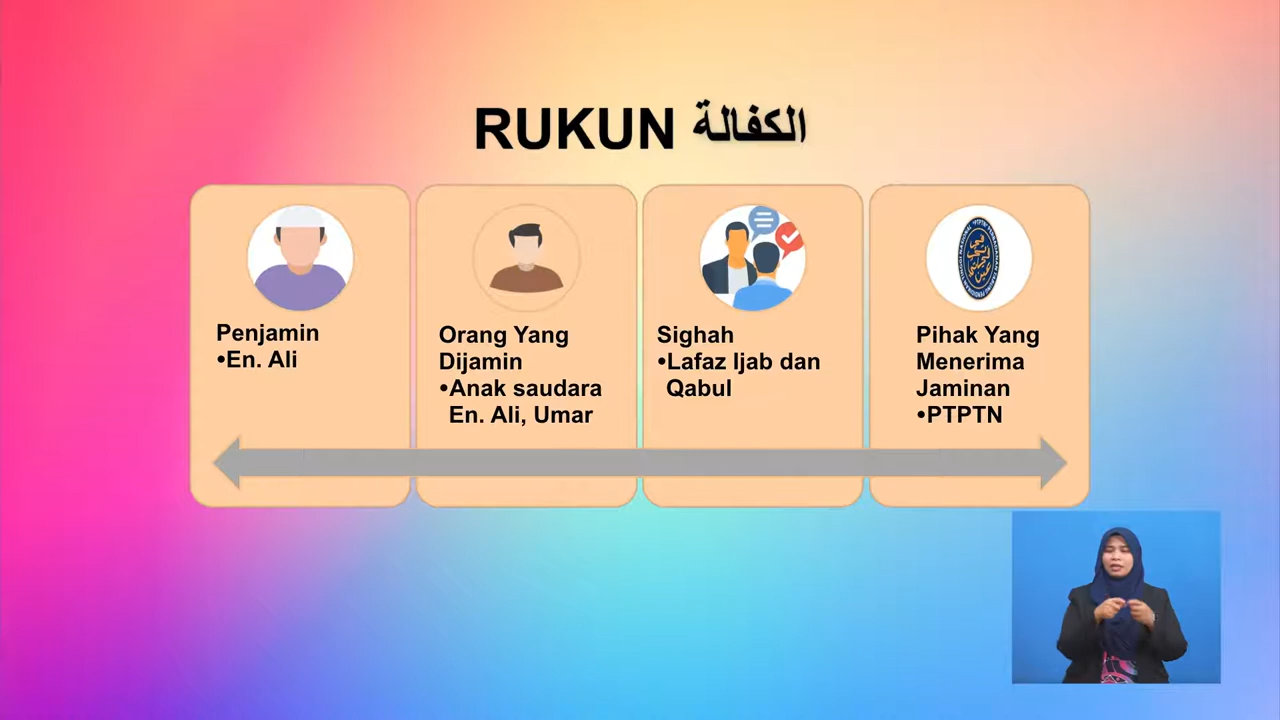 RUKUN الكفالة
Penjamin
•En. Ali
Orang Yang
Dijamin
•Anak saudara
En. Ali, Umar
Sighah
•Lafaz Ijab dan
Qabul
Pihak Yang
Menerima
Jaminan
•PTPTN